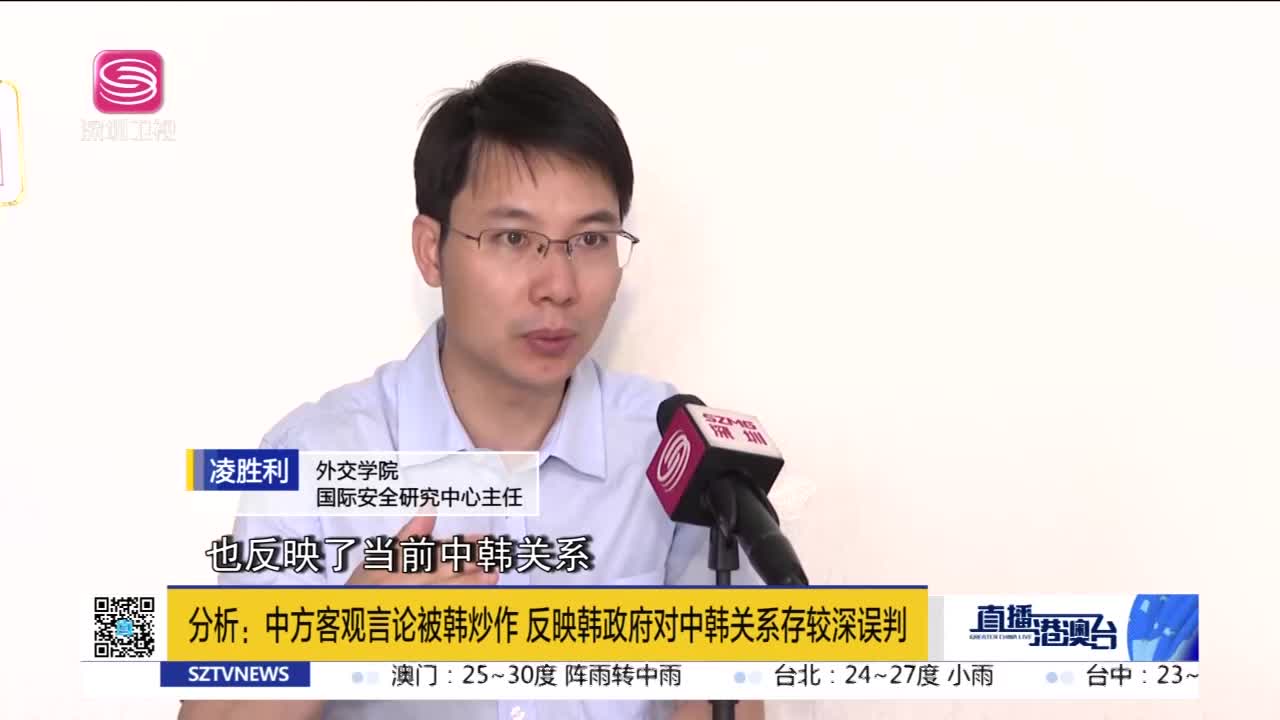 深圳卫视
SZMG
深圳
凌胜利
外交学院
国际安全研究中心主任
也反映了当前中韩关系
分析：中方客观言论被韩炒作 反映韩政府对中韩关系存较深误判
直播港澳台
GREATER CHINA LIVE
SZTVNEWS
澳门：25~30度 阵雨转中雨
台北：24~27度 小雨
台中：23~